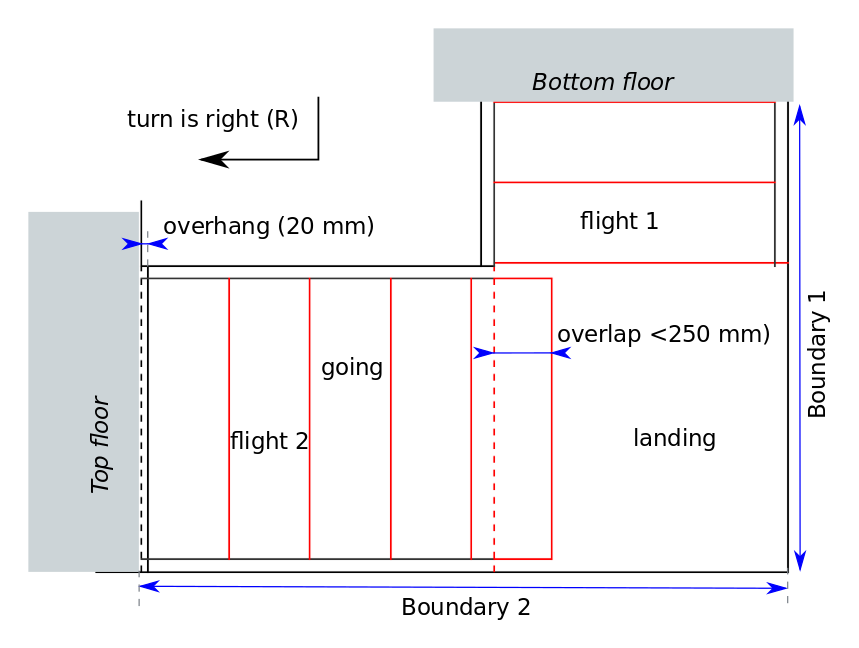 Bottom floor
turn is right (R)
overhang (20 mm)
flight 1
overlap <250 mm)
Boundary 1
going
flight 2
landing
Top floor
Boundary 2